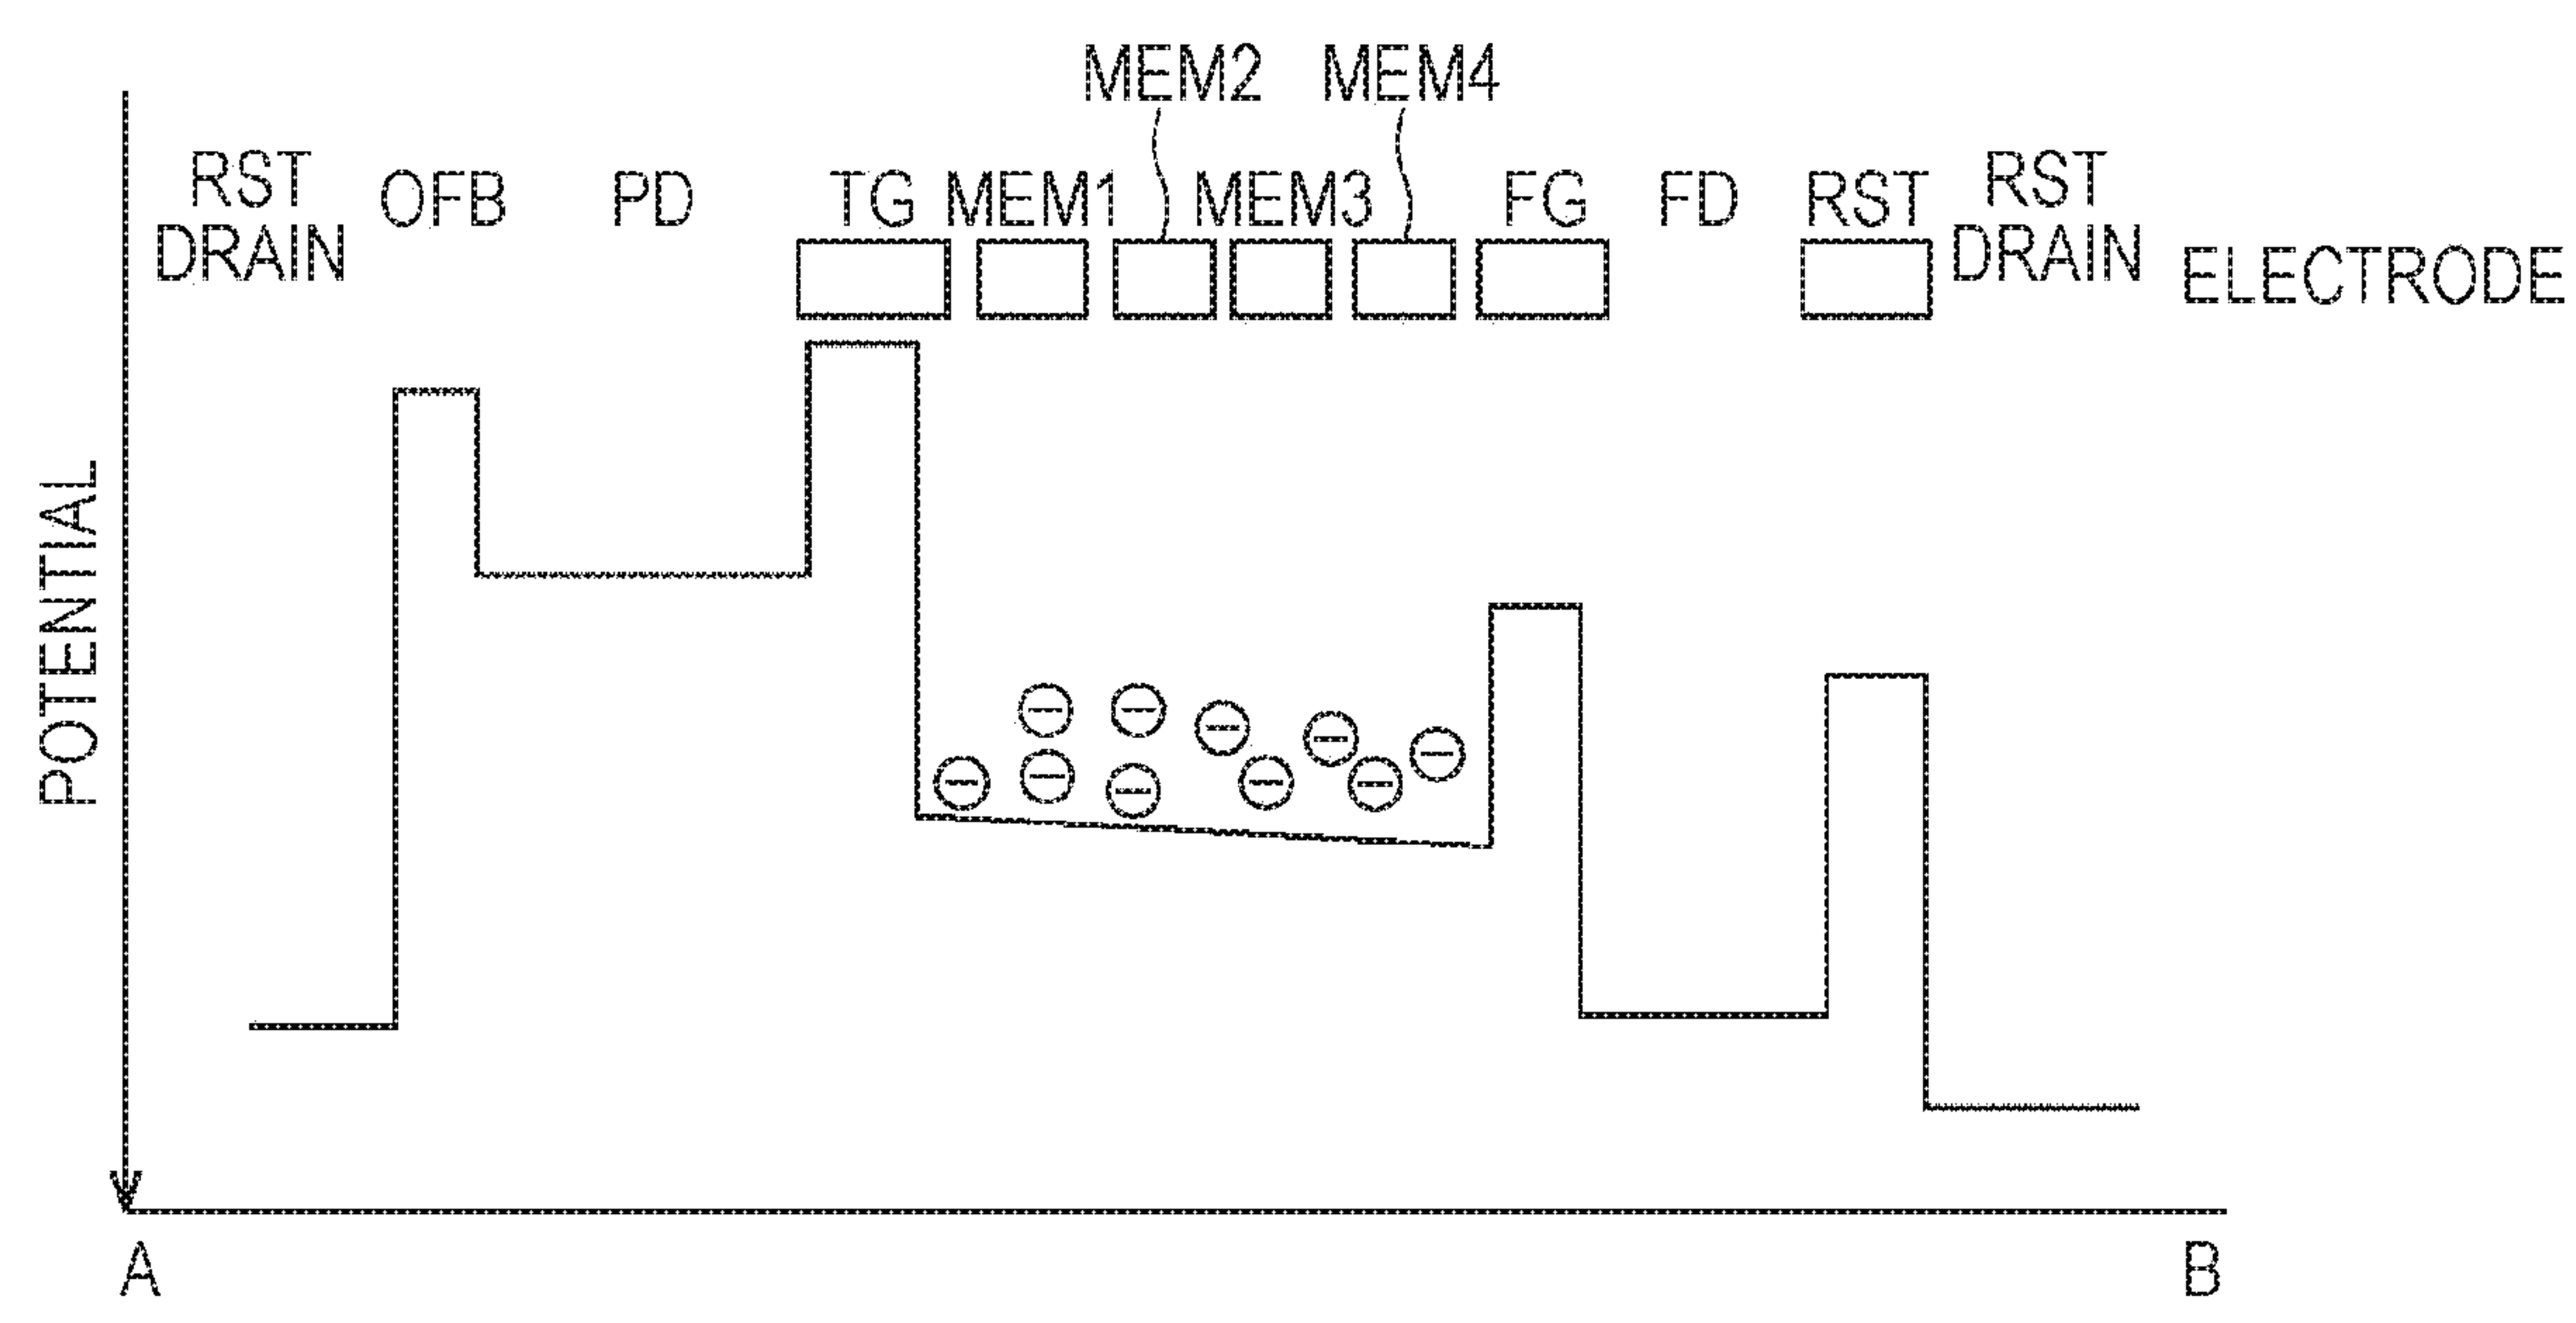 MEM2 MEM4
RST DRAIN
OFB
PD
TG
MEM1
MEM3
FG
FD
RST
RST DRAIN
ELECTRODE
POTENTIAL
A
B